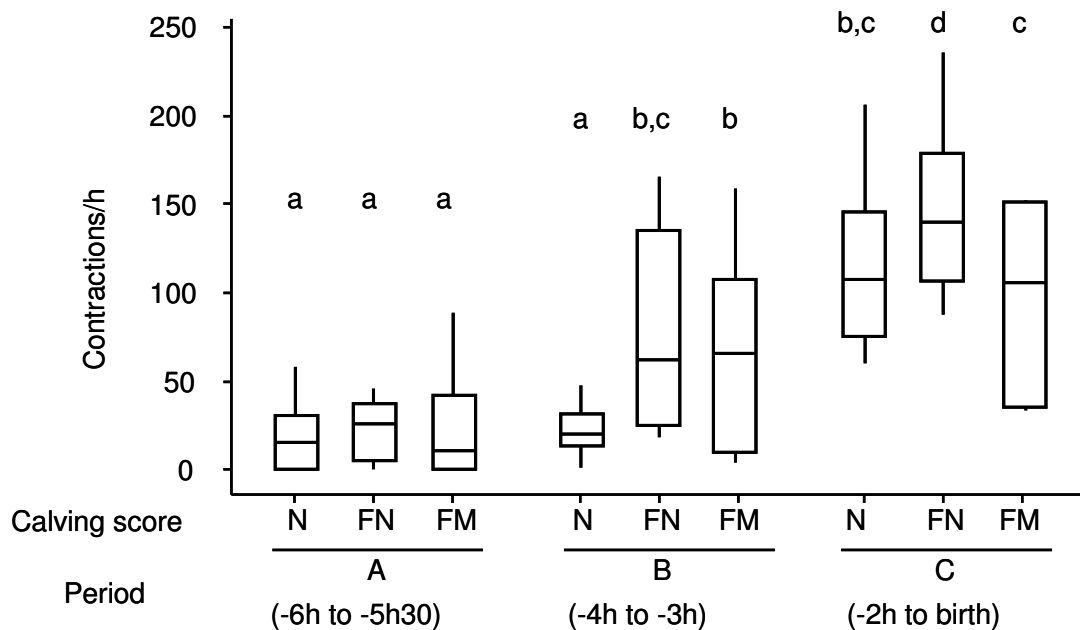 250
200
150
100
50
0
Contractions/h
b,c d c
a b,c b
a a a
Calving score N FN FM N FN FM N FN FM
Period A B C
(-6h to -5h30) (-4h to -3h) (-2h to birth)